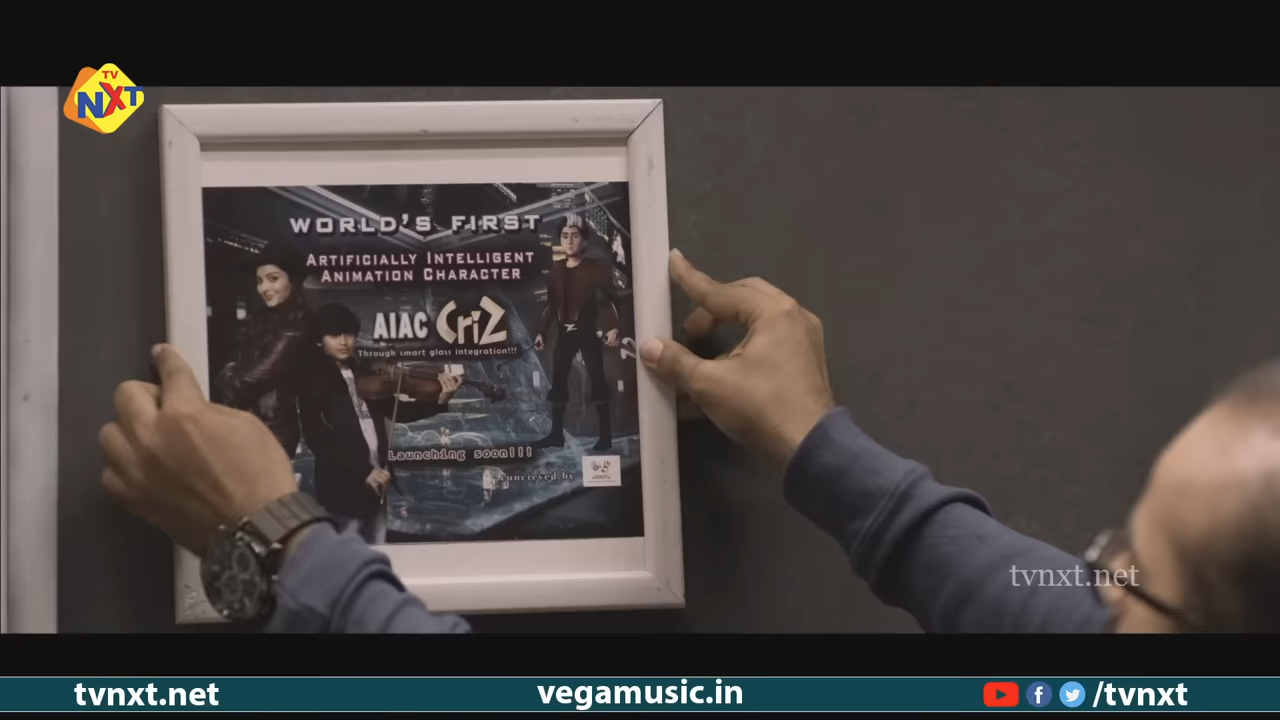 TV
NXT
WORLD'S FIRST
ARTIFICIALLY INTELLIGENT
ANIMATION CHARACTER
AIAC CriZ
Through smart glass integration!!!
Launching soon!!!
concieved by
tvnxt.net
tvnxt.net
vegamusic.in
/tvnxt